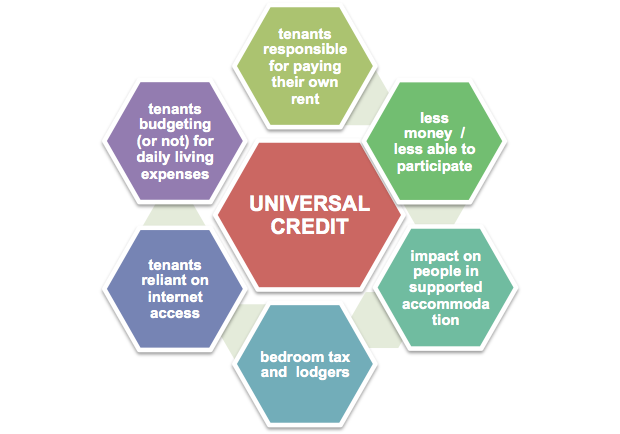 tenants
responsible
for paying
their own
rent
less
money /
less able to
participate
impact on
people in
supported
accommoda
tion
bedroom tax
and lodgers
tenants
reliant on
internet
access
tenants
budgeting
(or not) for
daily living
expenses
UNIVERSAL
CREDIT